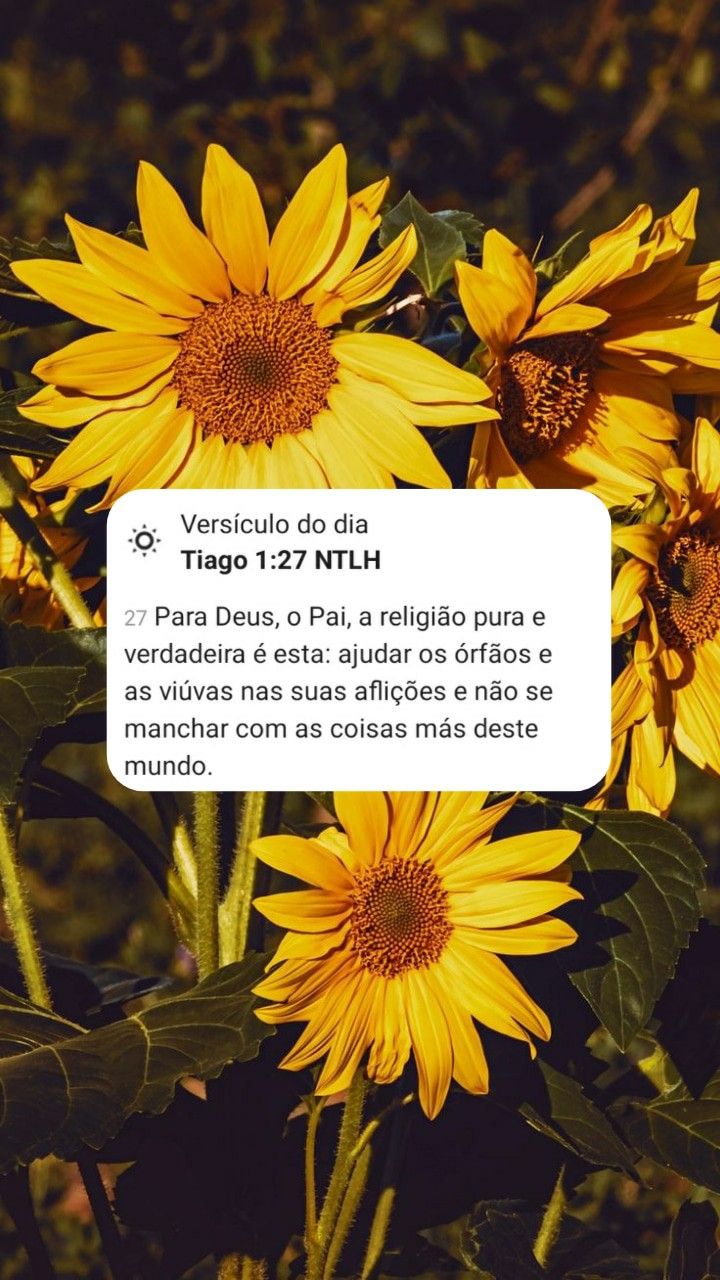 Versículo do dia
Tiago 1:27 NTLH
27 Para Deus, o Pai, a religião pura e
verdadeira é esta: ajudar os órfãos e
as viúvas nas suas aflições e não se
manchar com as coisas más deste
mundo.